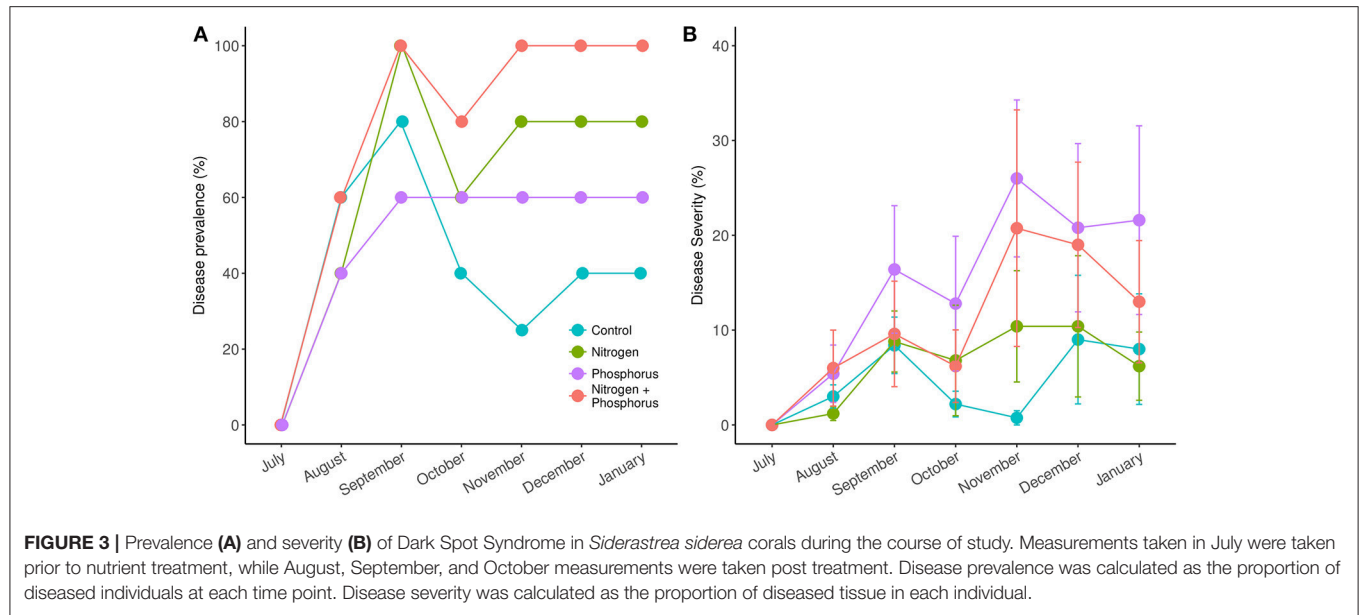 A
Disease prevalence (%)
100
80
60
40
20
0
July
August
September
October
November
December
January
Control
Nitrogen
Phosphorus
Nitrogen +
Phosphorus
B
Disease Severity (%)
40
30
20
10
0
July
August
September
October
November
December
January
FIGURE 3 | Prevalence (A) and severity (B) of Dark Spot Syndrome in Siderastrea siderea corals during the course of study. Measurements taken in July were taken
prior to nutrient treatment, while August, September, and October measurements were taken post treatment. Disease prevalence was calculated as the proportion of
diseased individuals at each time point. Disease severity was calculated as the proportion of diseased tissue in each individual.